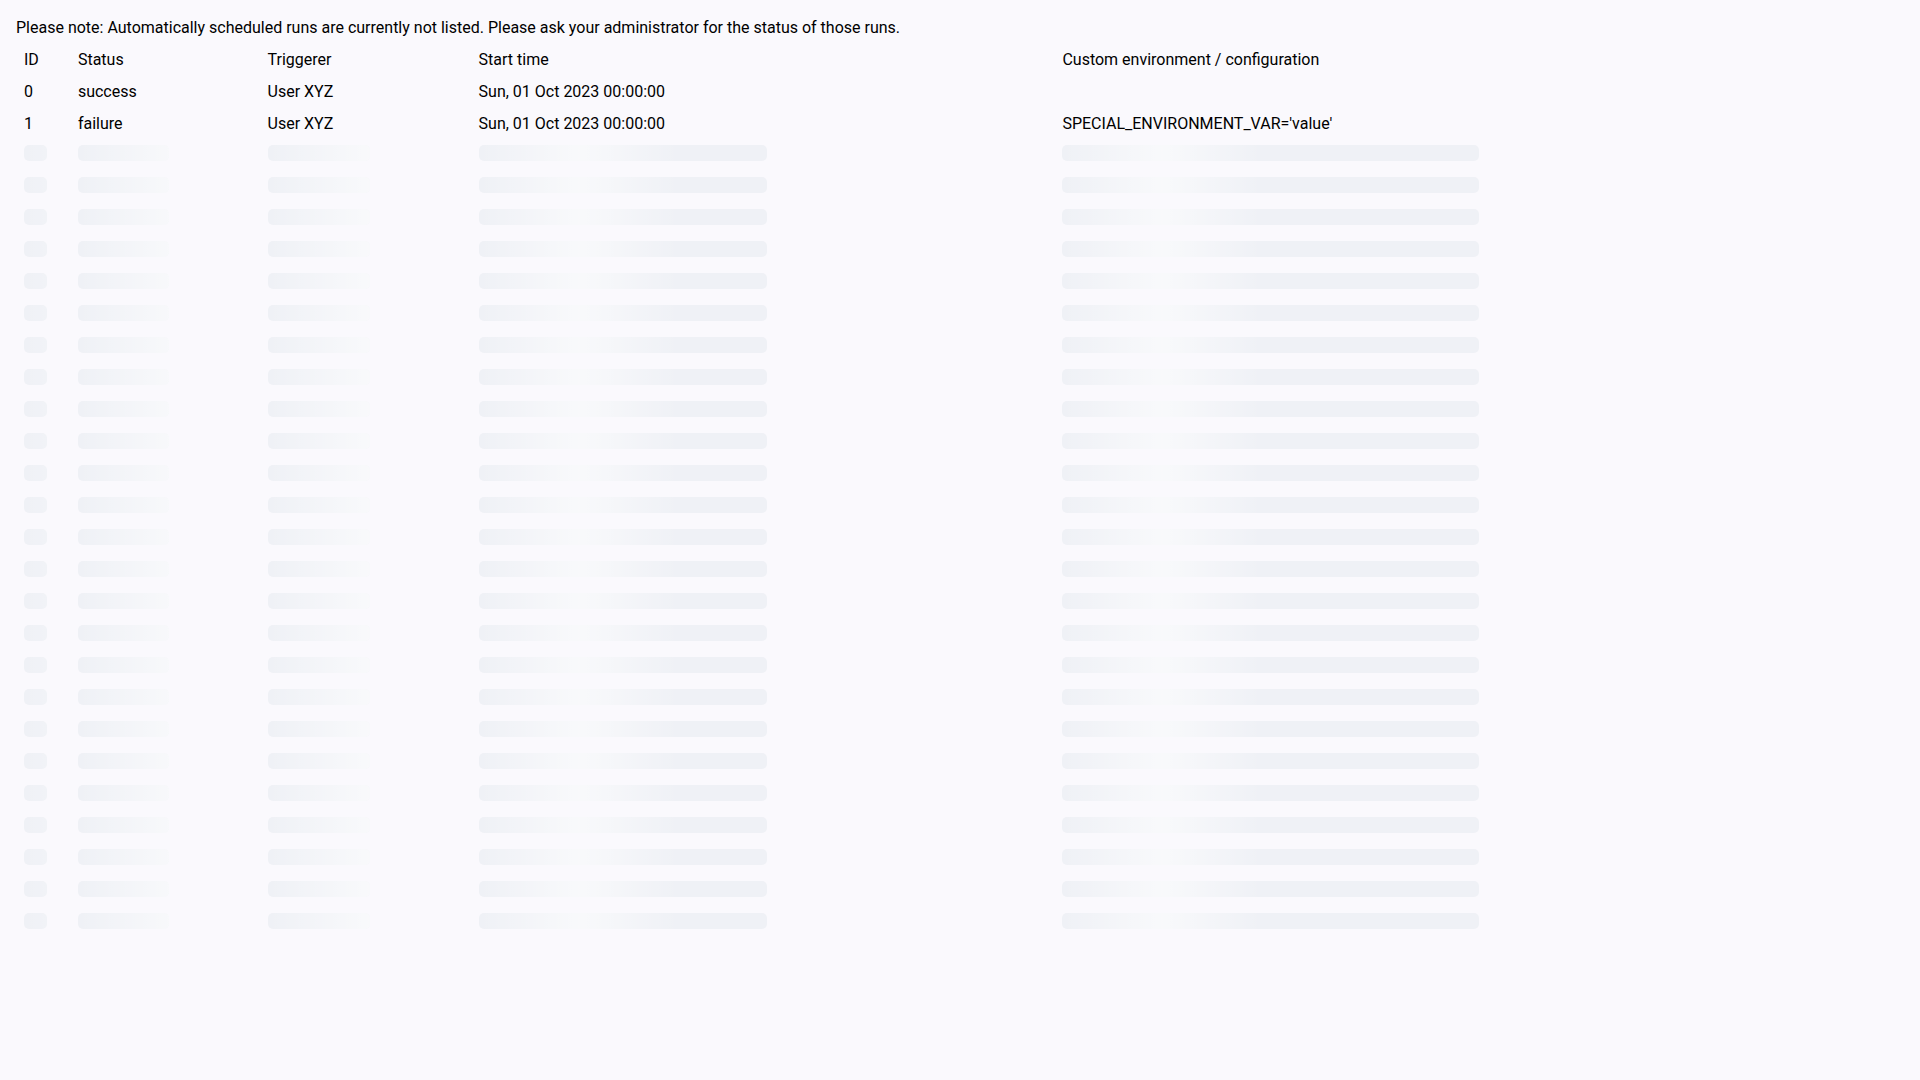 Please note: Automatically scheduled runs are currently not listed. Please ask your administrator for the status of those runs.
ID Status Triggerer Start time Custom environment / configuration
0 success User XYZ Sun, 01 Oct 2023 00:00:00
1 failure User XYZ Sun, 01 Oct 2023 00:00:00 SPECIAL_ENVIRONMENT_VAR='value'